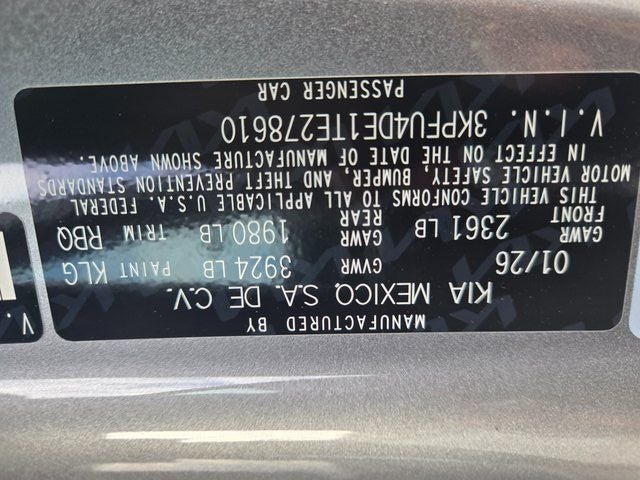 MANUFACTURED BY
KIA MEXICO, S.A. DE C.V.
01/26 GVWR 3924 LB PAINT KLG
GAWR FRONT 2361 LB GAWR REAR 1980 LB TRIM RBQ
THIS VEHICLE CONFORMS TO ALL APPLICABLE U.S.A. FEDERAL
MOTOR VEHICLE SAFETY, BUMPER, AND THEFT PREVENTION STANDARDS
IN EFFECT ON THE DATE OF MANUFACTURE SHOWN ABOVE.
V.I.N. 3KPFU4DE1TE278610
PASSENGER CAR
V.